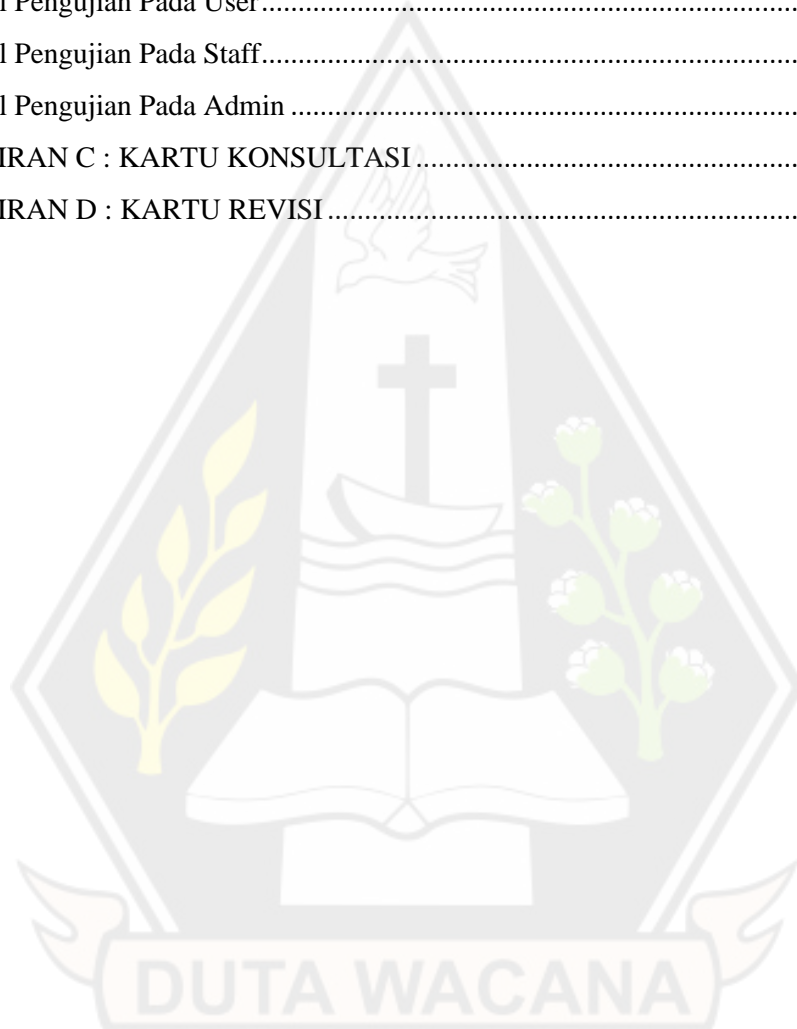 l Pengujian Pada User...............................................................................
l Pengujian Pada Staff...............................................................................
l Pengujian Pada Admin ...........................................................................
IRAN C : KARTU KONSULTASI..........................................................
IRAN D : KARTU REVISI ......................................................................
DUTA WACANA